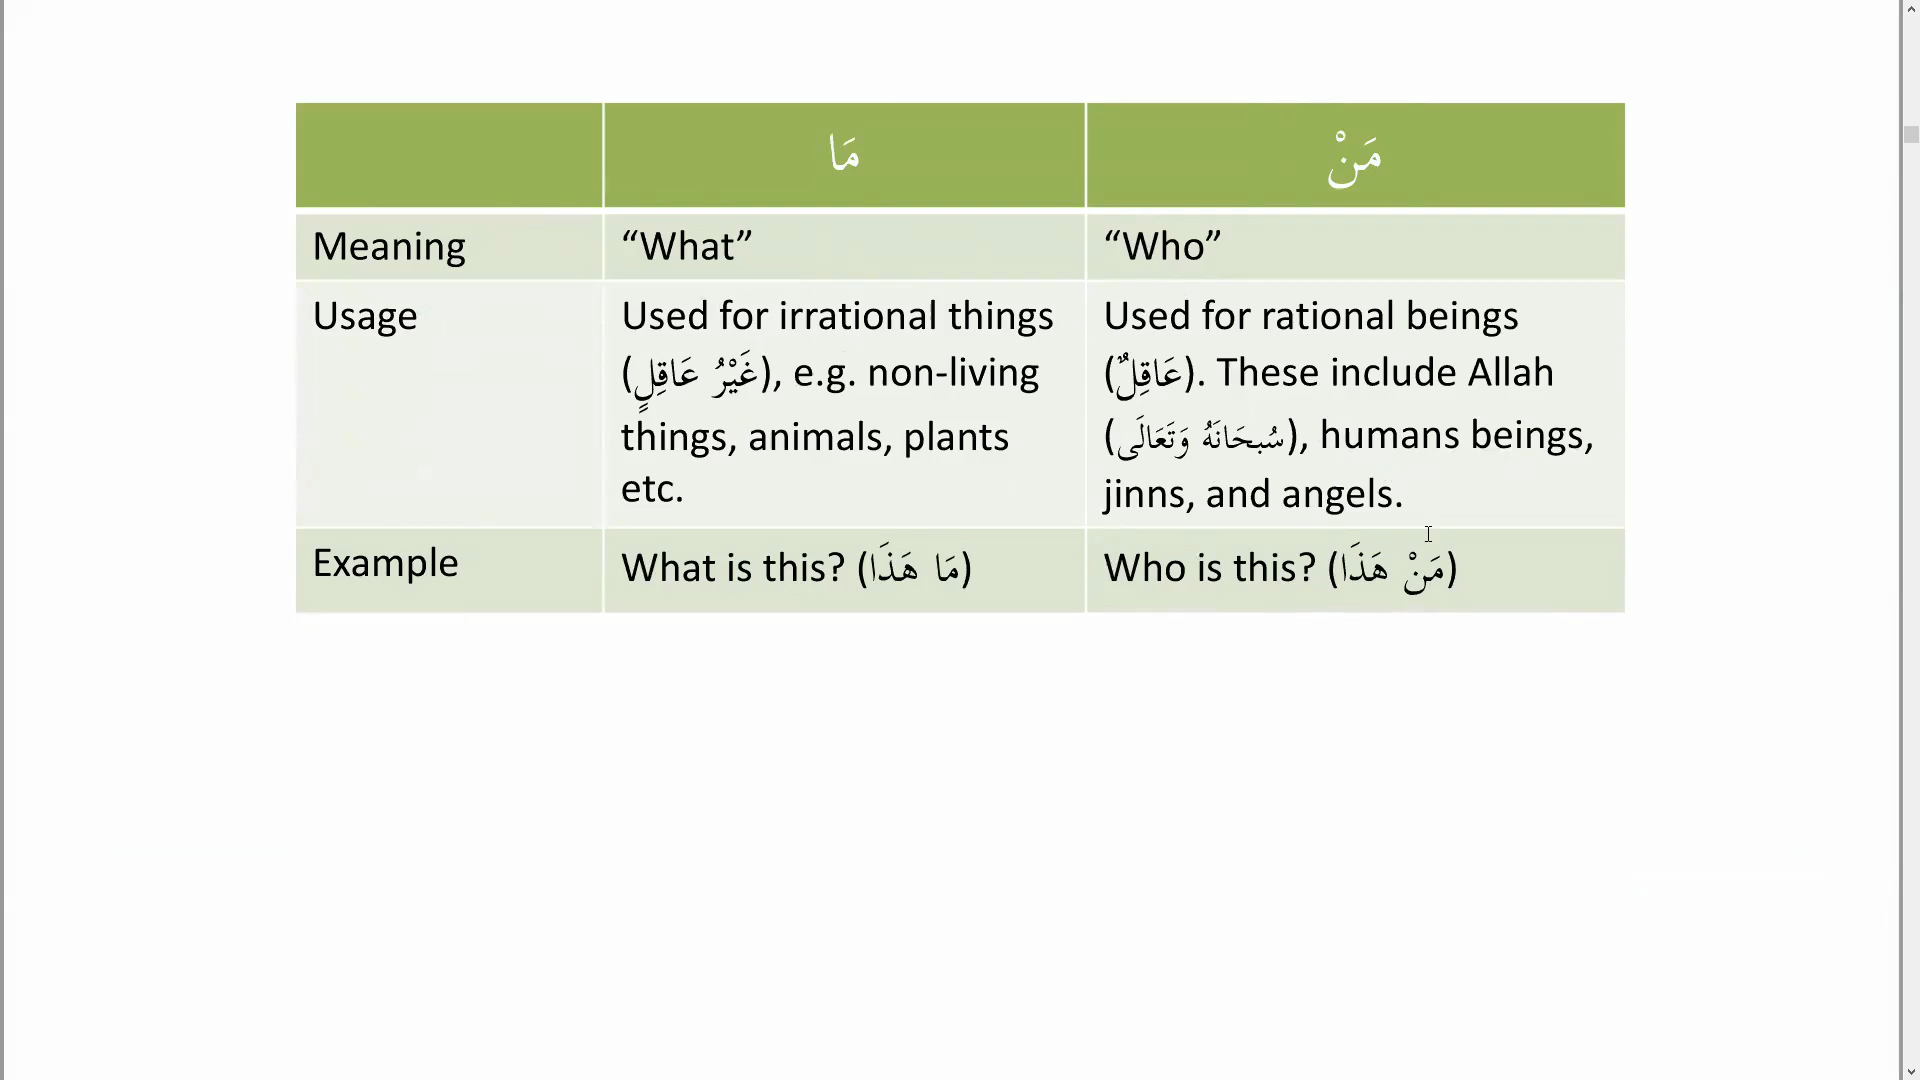 مَا
مَنْ
Meaning
“What”
“Who”
Usage
Used for irrational things
(غَيْرُ عَاقِلٍ), e.g. non-living
things, animals, plants
etc.
Used for rational beings
(عَاقِلٌ). These include Allah
(سُبحَانَهُ وَتَعَالَى), humans beings,
jinns, and angels.
Example
What is this? (مَا هَذَا)
Who is this? (مَنْ هَذَا)